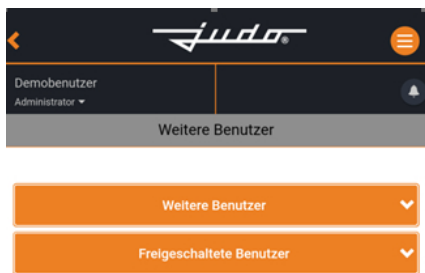 judo®
Demobenutzer
Administrator
Weitere Benutzer
Weitere Benutzer
Freigeschaltete Benutzer